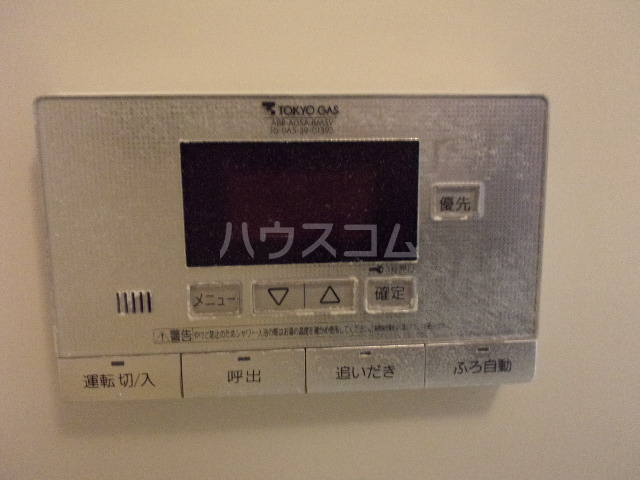 TOKYO GAS
優先
ハウスコム
メニュー
▽
△
確定
警告
運転 切/入
呼出
追いだき
ふろ自動